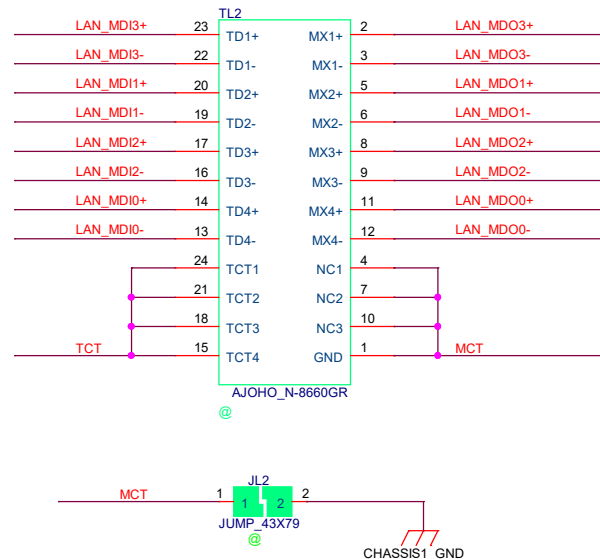 TL2
LAN_MDI3+ 23 TD1+ MX1+ 2 LAN_MDO3+
LAN_MDI3- 22 TD1- MX1- 3 LAN_MDO3-
LAN_MDI1+ 20 TD2+ MX2+ 5 LAN_MDO1+
LAN_MDI1- 19 TD2- MX2- 6 LAN_MDO1-
LAN_MDI2+ 17 TD3+ MX3+ 8 LAN_MDO2+
LAN_MDI2- 16 TD3- MX3- 9 LAN_MDO2-
LAN_MDI0+ 14 TD4+ MX4+ 11 LAN_MDO0+
LAN_MDI0- 13 TD4- MX4- 12 LAN_MDO0-
24 TCT1 NC1 4
21 TCT2 NC2 7
18 TCT3 NC3 10
TCT 15 TCT4 GND 1 MCT
AJOHO_N-8660GR
@
JL2
MCT 1 1 2 2
JUMP_43X79
@
CHASSIS1_GND